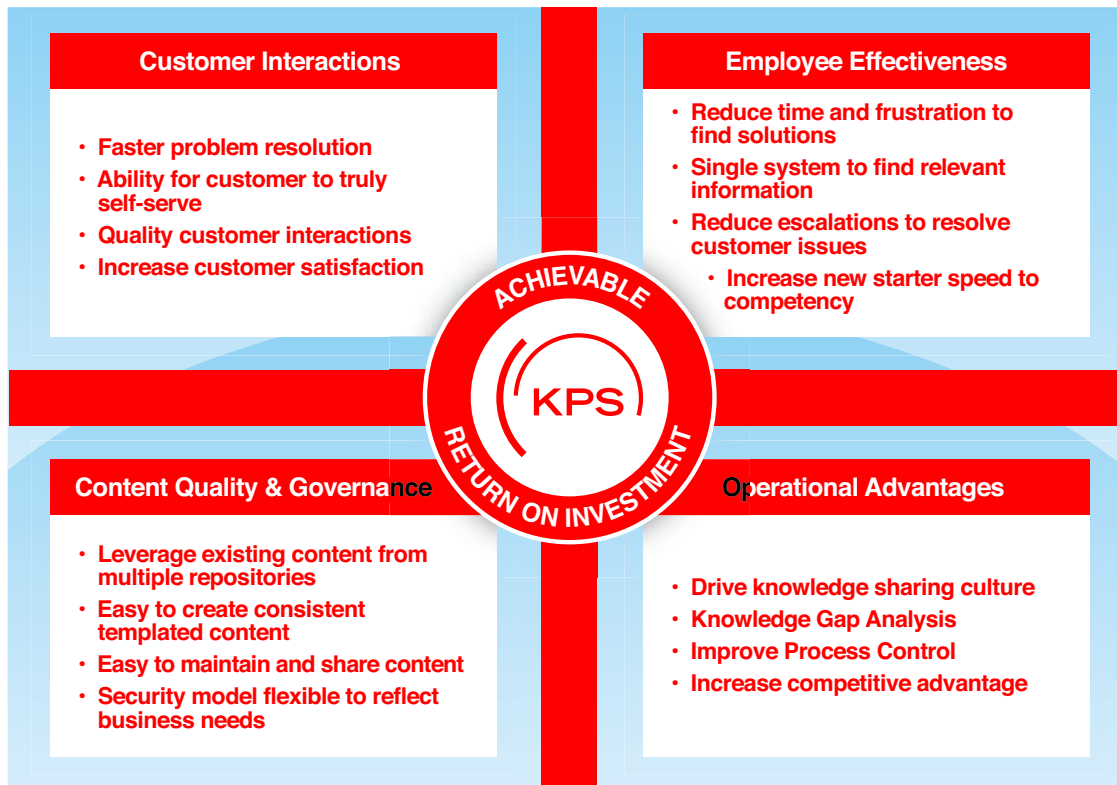 Customer Interactions
• Faster problem resolution
• Ability for customer to truly
self-serve
• Quality customer interactions
• Increase customer satisfaction
Employee Effectiveness
• Reduce time and frustration to
find solutions
• Single system to find relevant
information
• Reduce escalations to resolve
customer issues
• Increase new starter speed to
competency
ACHIEVABLE
KPS
RETURN ON INVESTMENT
Content Quality & Governance
• Leverage existing content from
multiple repositories
• Easy to create consistent
templated content
• Easy to maintain and share content
• Security model flexible to reflect
business needs
Operational Advantages
• Drive knowledge sharing culture
• Knowledge Gap Analysis
• Improve Process Control
• Increase competitive advantage